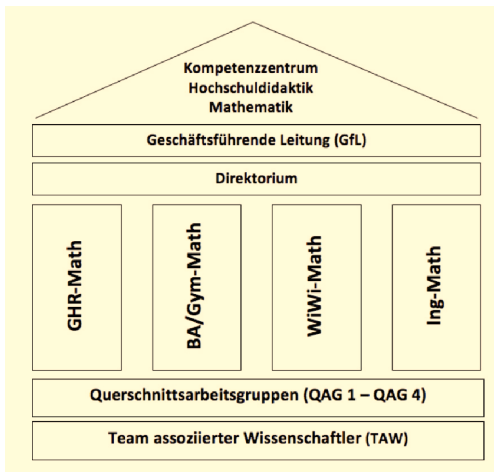 Kompetenzzentrum
Hochschuldidaktik
Mathematik
Geschäftsführende Leitung (GfL)
Direktorium
GHR-Math
BA/Gym-Math
WiWi-Math
Ing-Math
Querschnittsarbeitsgruppen (QAG 1 – QAG 4)
Team assoziierter Wissenschaftler (TAW)